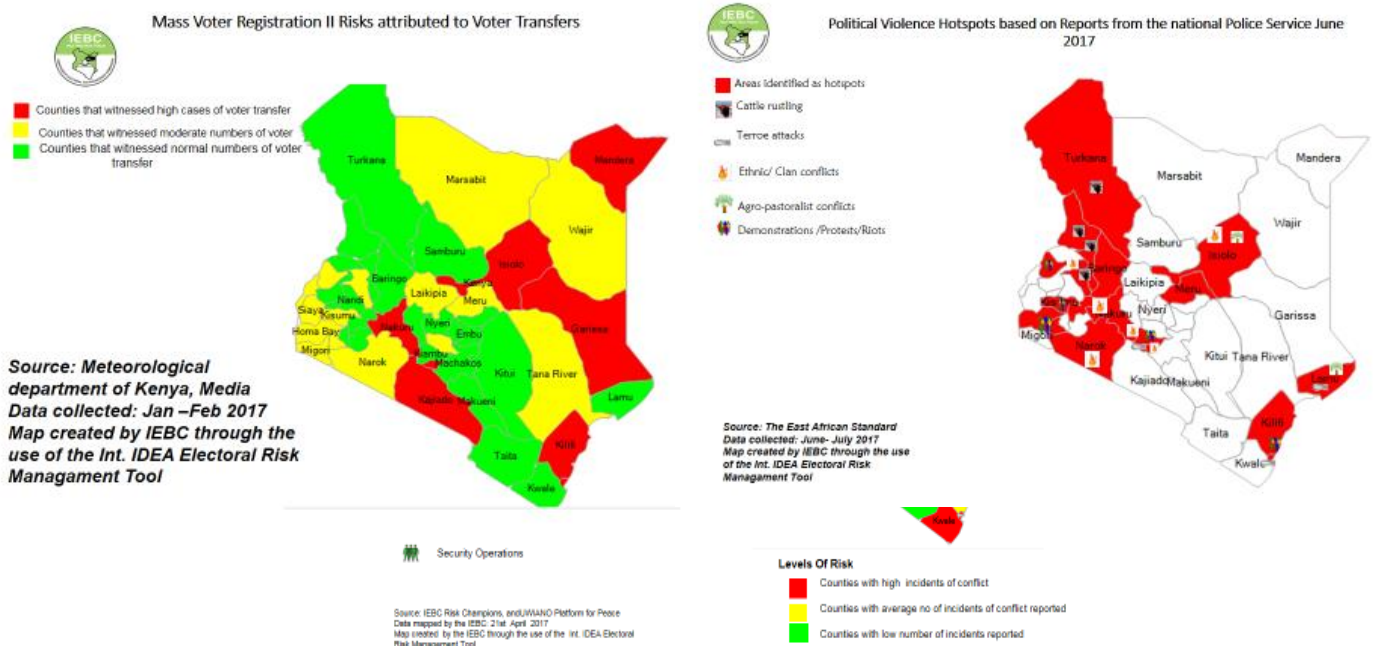 Mass Voter Registration II Risks attributed to Voter Transfers
IEBC
Counties that witnessed high cases of voter transfer
Counties that witnessed moderate numbers of voter
Counties that witnessed normal numbers of voter
transfer
Turkana
Marsabit
Mandera
Wajir
Samburu
Isiolo
Baringo
Kenya
Laikipia
Meru
Nandi
Siaya
Kisumu
Homa Bay
Migori
Nakuru
Nyeri
Embu
Garissa
Kiambu
Machakos
Narok
Kitui
Tana River
Kajiado
Makueni
Lamu
Kilifi
Taita
Kwale
Source: Meteorological
department of Kenya, Media
Data collected: Jan –Feb 2017
Map created by IEBC through the
use of the Int. IDEA Electoral Risk
Managament Tool
Political Violence Hotspots based on Reports from the national Police Service June
2017
IEBC
Areas identified as hotspots
Cattle rustling
Terroe attacks
Ethnic/ Clan conflicts
Agro-pastoralist conflicts
Demonstrations /Protests/Riots
Turkana
Marsabit
Mandera
Wajir
Samburu
Isiolo
Baringo
Laikipia
Meru
Nyeri
Garissa
Migori
Narok
Kitui
Tana River
Kajiado
Makueni
Lamu
Kilifi
Taita
Kwale
Source: The East African Standard
Data collected: June- July 2017
Map created by IEBC through the use
of the Int. IDEA Electoral Risk
Managament Tool
Security Operations
Source: IEBC Risk Champions, andUWIANO Platform for Peace
Data mapped by the IEBC: 21st April 2017
Map created by the IEBC through the use of the Int. IDEA Electoral
Risk Management Tool
Kwale
Levels Of Risk
Counties with high incidents of conflict
Counties with average no of incidents of conflict reported
Counties with low number of incidents reported